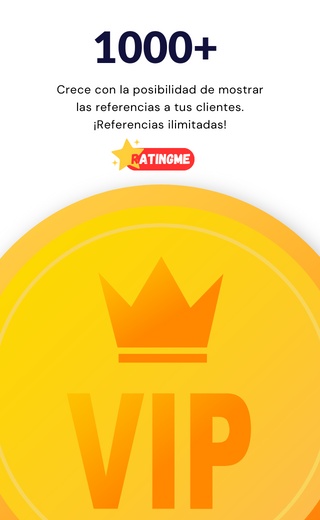 1000+
Crece con la posibilidad de mostrar
las referencias a tus clientes.
¡Referencias ilimitadas!
RATINGME
VIP